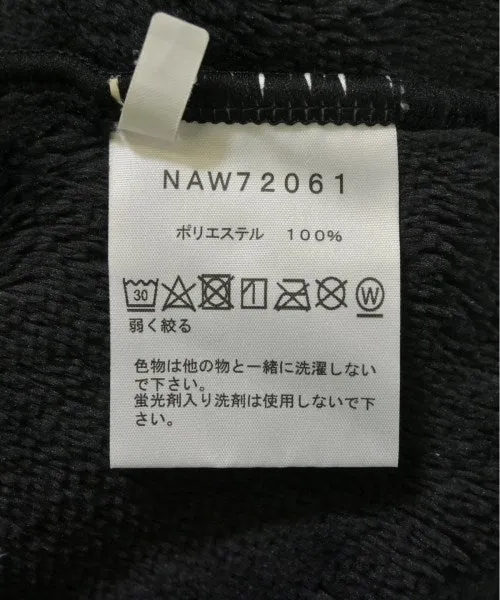 NAW72061
ポリエステル 100%
30 W
弱く絞る
色物は他の物と一緒に洗濯しない
で下さい。
蛍光剤入り洗剤は使用しないで下
さい。